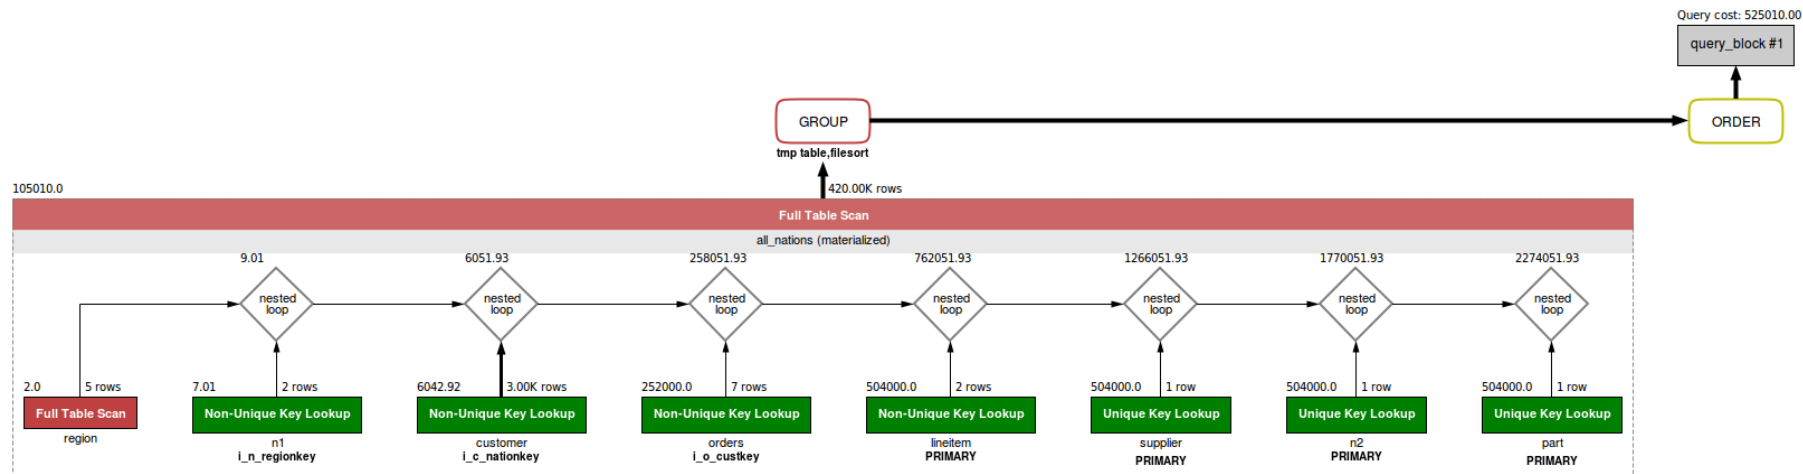 Query cost: 525010.00
query_block #1
GROUP
ORDER
tmp table,filesort
105010.0
420.00K rows
Full Table Scan
all_nations (materialized)
9.01
6051.93
258051.93
762051.93
1266051.93
1770051.93
2274051.93
nested
loop
nested
loop
nested
loop
nested
loop
nested
loop
nested
loop
nested
loop
2.0
5 rows
7.01
2 rows
6042.92
3.00K rows
252000.0
7 rows
504000.0
2 rows
504000.0
1 row
504000.0
1 row
504000.0
1 row
Full Table Scan
Non-Unique Key Lookup
Non-Unique Key Lookup
Non-Unique Key Lookup
Non-Unique Key Lookup
Unique Key Lookup
Unique Key Lookup
Unique Key Lookup
region
n1
customer
orders
lineitem
supplier
n2
part
i_n_regionkey
i_c_nationkey
i_o_custkey
PRIMARY
PRIMARY
PRIMARY
PRIMARY